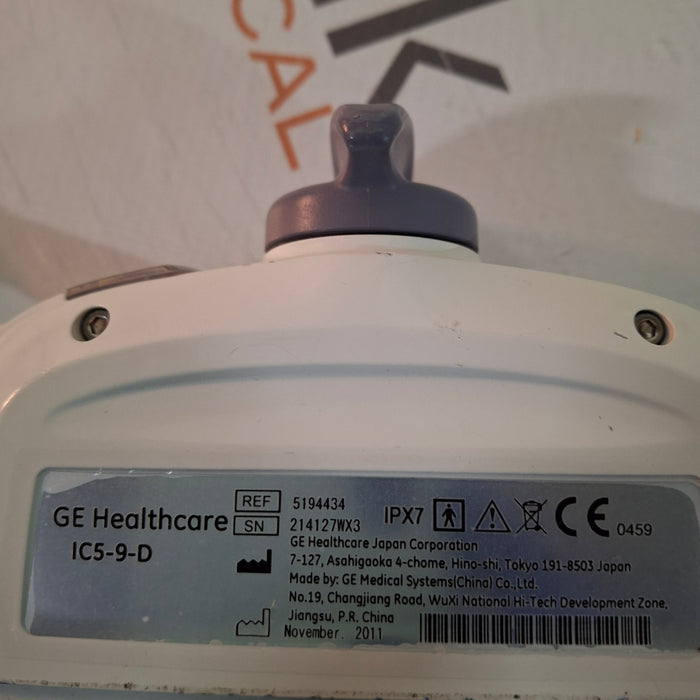 K
CAL
GE Healthcare
IC5-9-D
REF 5194434
SN 214127WX3
IPX7
CE 0459
GE Healthcare Japan Corporation
7-127, Asahigaoka 4-chome, Hino-shi, Tokyo 191-8503 Japan
Made by: GE Medical Systems(China) Co.,Ltd.
No.19, Changjiang Road, WuXi National Hi-Tech Development Zone,
Jiangsu, P.R. China
November. 2011